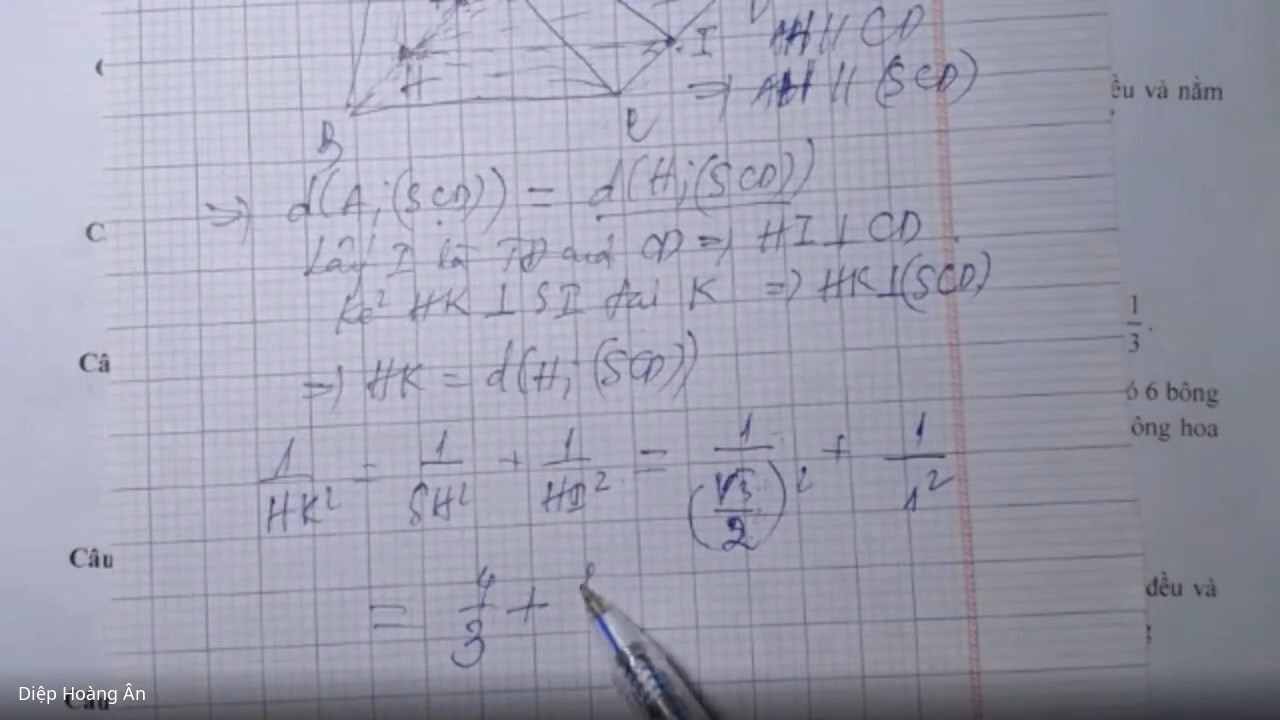 I AH // CD
H ⇒ AH // (SCD)
B C
⇒ d(A; (SCD)) = d(H; (SCD))
Lấy I là TĐ của CD ⇒ HI ⊥ CD
Kẻ HK ⊥ SI tại K ⇒ HK ⊥ (SCD)
⇒ HK = d(H; (SCD))
1/HK² = 1/SH² + 1/HI² = 1/(√3/2)² + 1/1²
= 4/3 +
ều và nằm
C
1/3.
Câ
ó 6 bông
ông hoa
Câu
đều và
Diệp Hoàng Ân